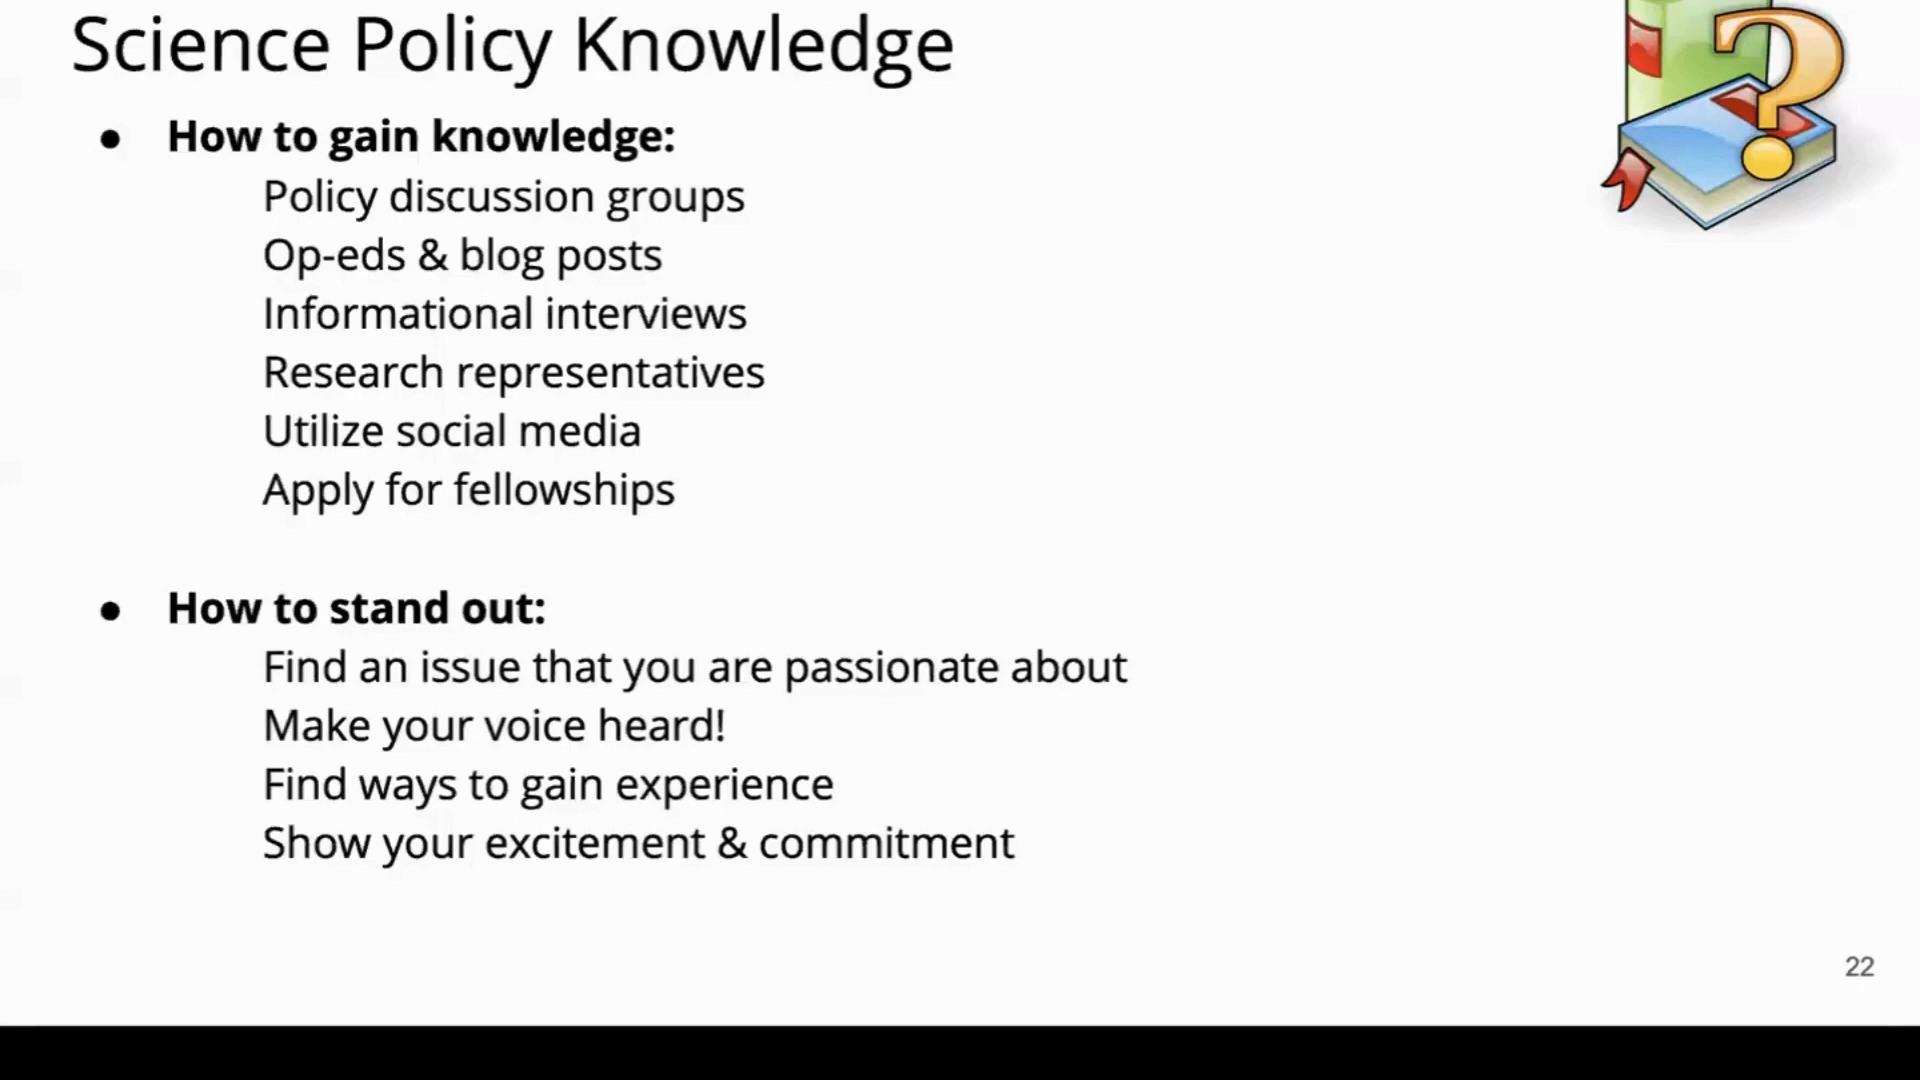 Science Policy Knowledge
● How to gain knowledge:
Policy discussion groups
Op-eds & blog posts
Informational interviews
Research representatives
Utilize social media
Apply for fellowships
● How to stand out:
Find an issue that you are passionate about
Make your voice heard!
Find ways to gain experience
Show your excitement & commitment
22